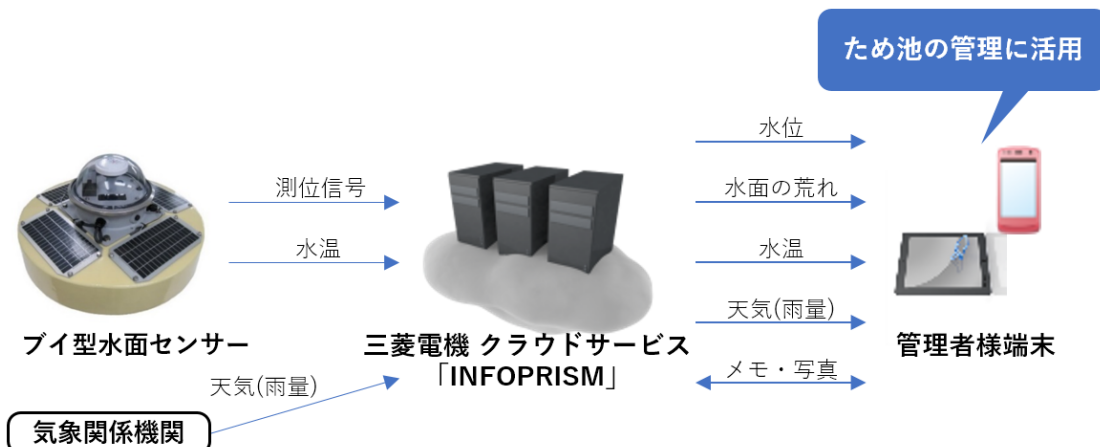 ため池の管理に活用
水位
測位信号
水面の荒れ
水温
水温
天気(雨量)
ブイ型水面センサー
三菱電機 クラウドサービス
「INFOPRISM」
管理者様端末
メモ・写真
天気(雨量)
気象関係機関